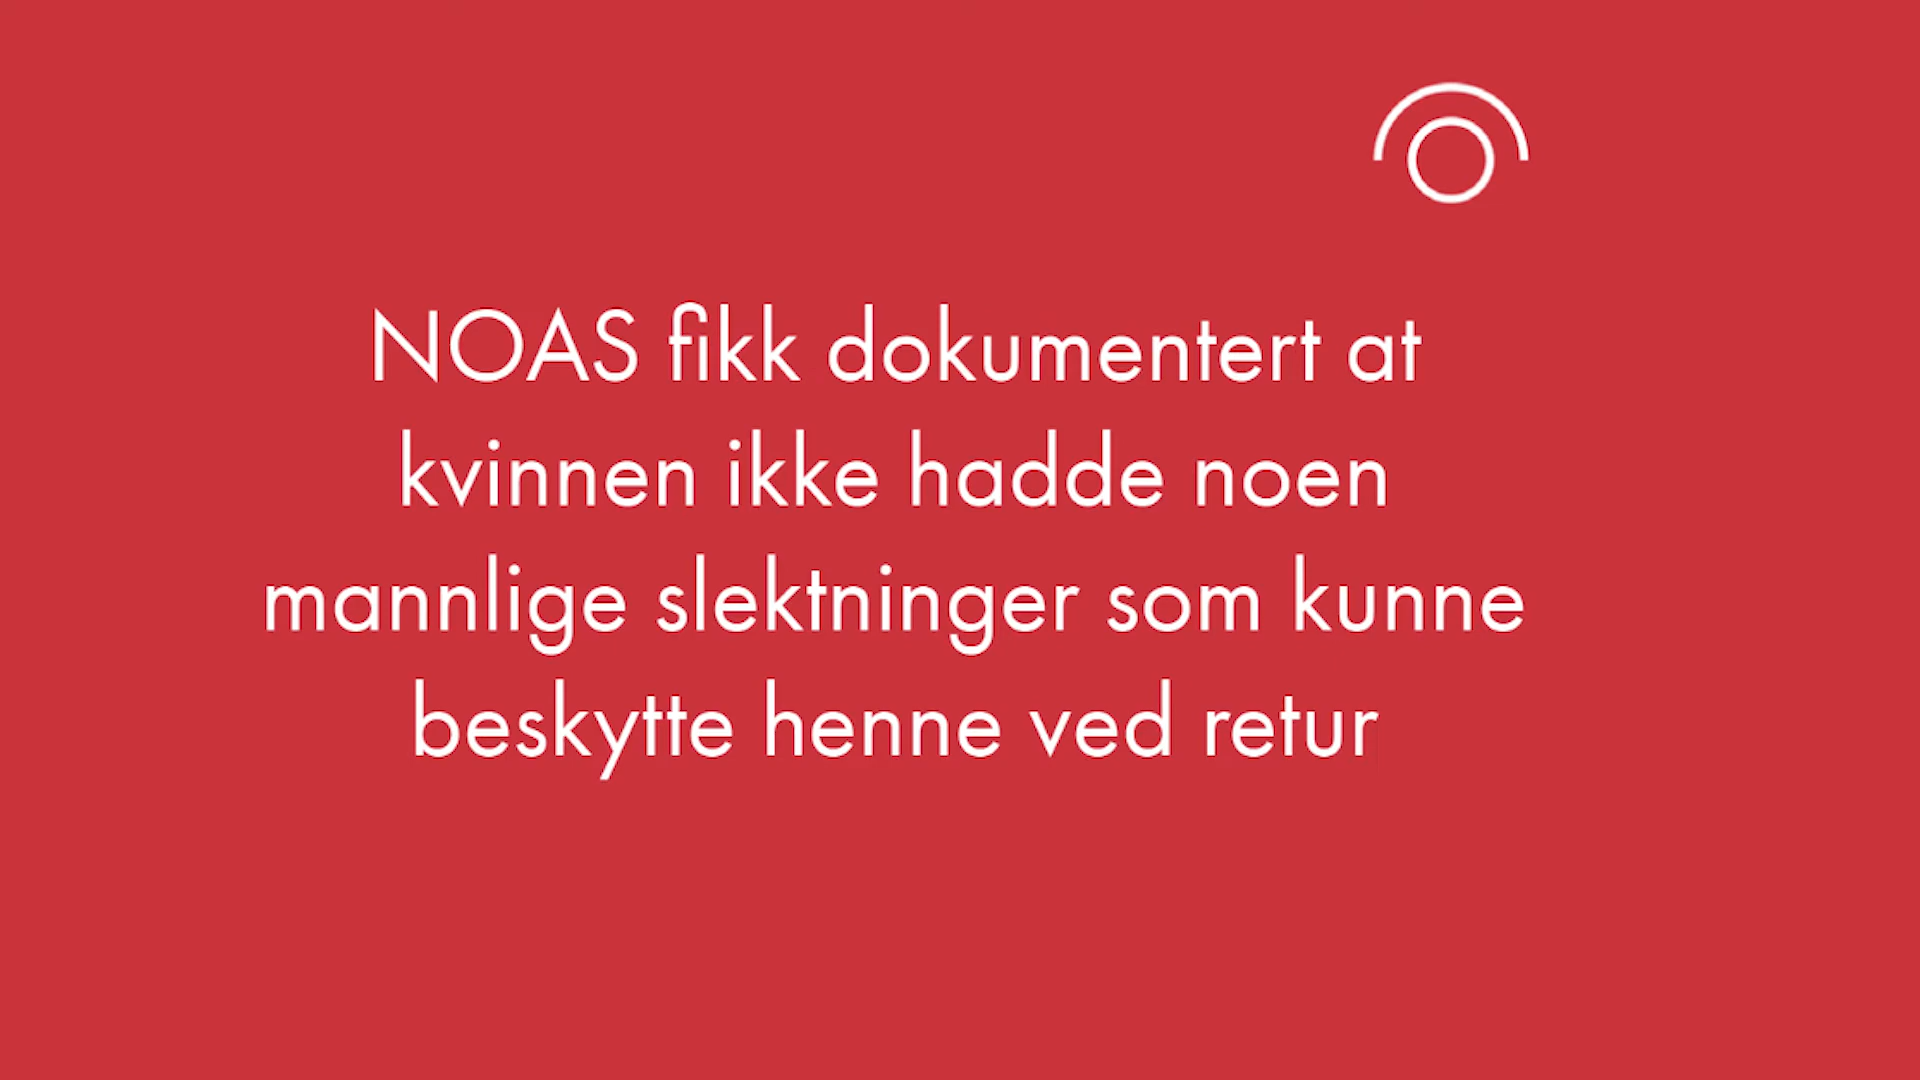 NOAS fikk dokumentert at
kvinnen ikke hadde noen
mannlige slektninger som kunne
beskytte henne ved retur